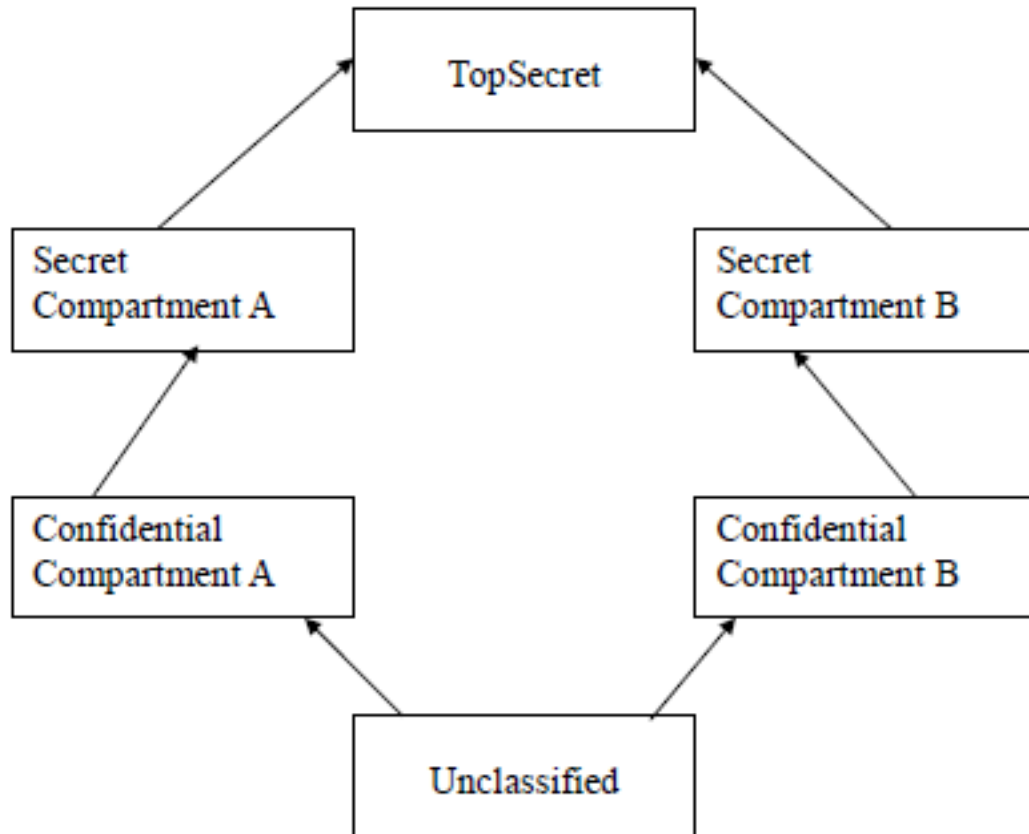 TopSecret
Secret
Compartment A
Secret
Compartment B
Confidential
Compartment A
Confidential
Compartment B
Unclassified